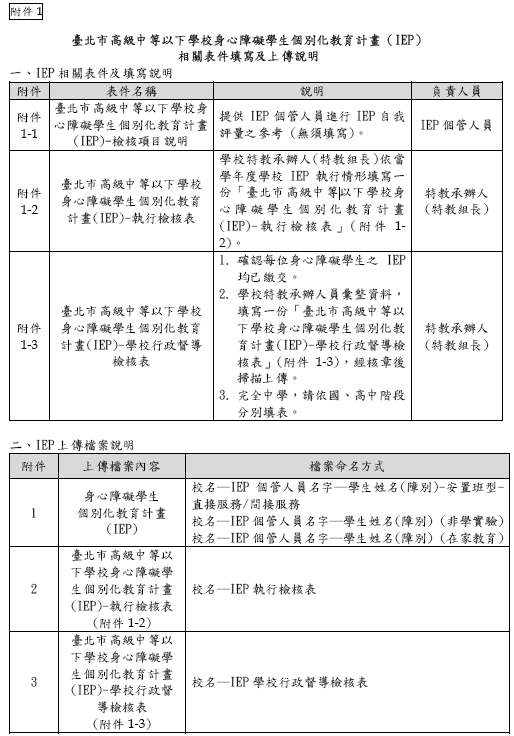 附件 1
臺北市高級中等以下學校身心障礙學生個別化教育計畫（IEP）
相關表件填寫及上傳說明
一、IEP 相關表件及填寫說明
附件
表件名稱
說明
負責人員
附件
1-1
臺北市高級中等以下學校身
心障礙學生個別化教育計畫
(IEP)-檢核項目說明
提供 IEP 個管人員進行 IEP 自我
評量之參考（無須填寫）。
IEP 個管人員
附件
1-2
臺北市高級中等以下學校
身心障礙學生個別化教育
計畫(IEP)-執行檢核表
學校特教承辦人(特教組長)依當
學年度學校 IEP 執行情形填寫一
份「臺北市高級中等以下學校身
心障礙學生個別化教育計畫
(IEP)-執行檢核表」(附件 1-
2)。
特教承辦人
（特教組長）
附件
1-3
臺北市高級中等以下學校
身心障礙學生個別化教育
計畫(IEP)-學校行政督導
檢核表
1. 確認每位身心障礙學生之 IEP
均已繳交。
2. 學校特教承辦人員彙整資料，
填寫一份「臺北市高級中等以
下學校身心障礙學生個別化教
育計畫(IEP)-學校行政督導檢
核表」(附件 1-3)，經核章後
掃描上傳。
3. 完全中學，請依國、高中階段
分別填表。
特教承辦人
（特教組長）
二、IEP 上傳檔案說明
附件
上傳檔案內容
檔案命名方式
1
身心障礙學生
個別化教育計畫
(IEP)
校名—IEP 個管人員名字—學生姓名(障別)-安置班型-
直接服務/間接服務
校名—IEP 個管人員名字—學生姓名(障別)（非學實驗）
校名—IEP 個管人員名字—學生姓名(障別)（在家教育）
2
臺北市高級中等以
下學校身心障礙學
生個別化教育計畫
(IEP)-執行檢核表
（附件 1-2）
校名—IEP 執行檢核表
3
臺北市高級中等以
下學校身心障礙學
生個別化教育計畫
(IEP)-學校行政督
導檢核表
（附件 1-3）
校名—IEP 學校行政督導檢核表